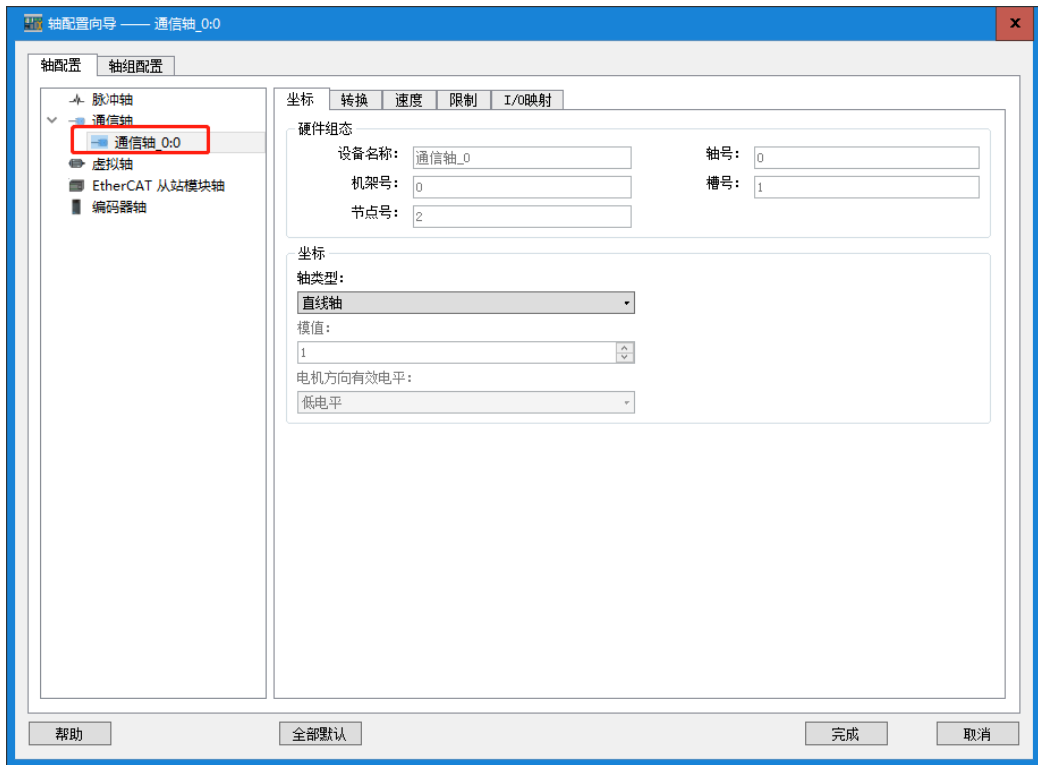 轴配置向导 —— 通信轴_0:0
x
轴配置 轴组配置
脉冲轴
通信轴
通信轴_0:0
虚拟轴
EtherCAT 从站模块轴
编码器轴
坐标 转换 速度 限制 I/O映射
硬件组态
设备名称: 通信轴_0 轴号: 0
机架号: 0 槽号: 1
节点号: 2
坐标
轴类型:
直线轴
模值:
1
电机方向有效电平:
低电平
帮助 全部默认 完成 取消